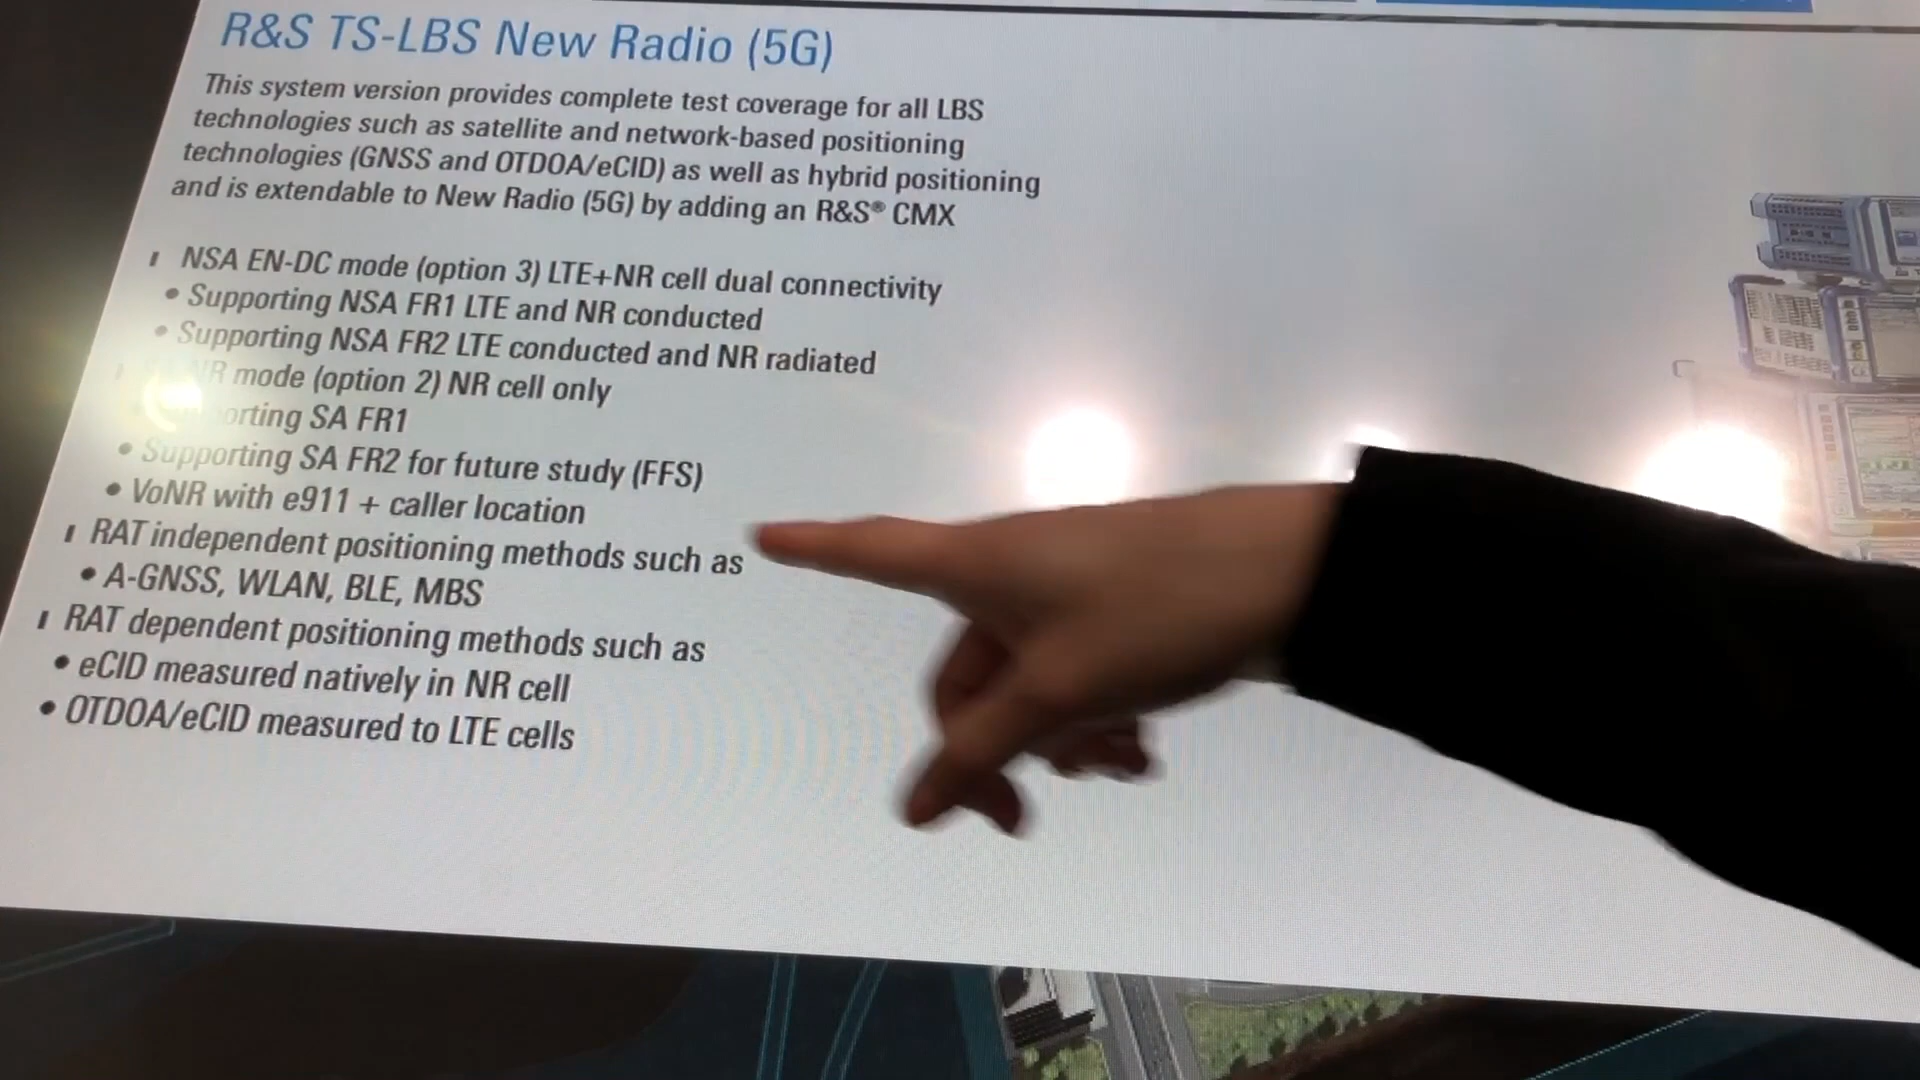 R&S TS-LBS New Radio (5G)
This system version provides complete test coverage for all LBS
technologies such as satellite and network-based positioning
technologies (GNSS and OTDOA/eCID) as well as hybrid positioning
and is extendable to New Radio (5G) by adding an R&S® CMX
NSA EN-DC mode (option 3) LTE+NR cell dual connectivity
• Supporting NSA FR1 LTE and NR conducted
• Supporting NSA FR2 LTE conducted and NR radiated
NR mode (option 2) NR cell only
orting SA FR1
• Supporting SA FR2 for future study (FFS)
• VoNR with e911 + caller location
RAT independent positioning methods such as
• A-GNSS, WLAN, BLE, MBS
RAT dependent positioning methods such as
• eCID measured natively in NR cell
• OTDOA/eCID measured to LTE cells